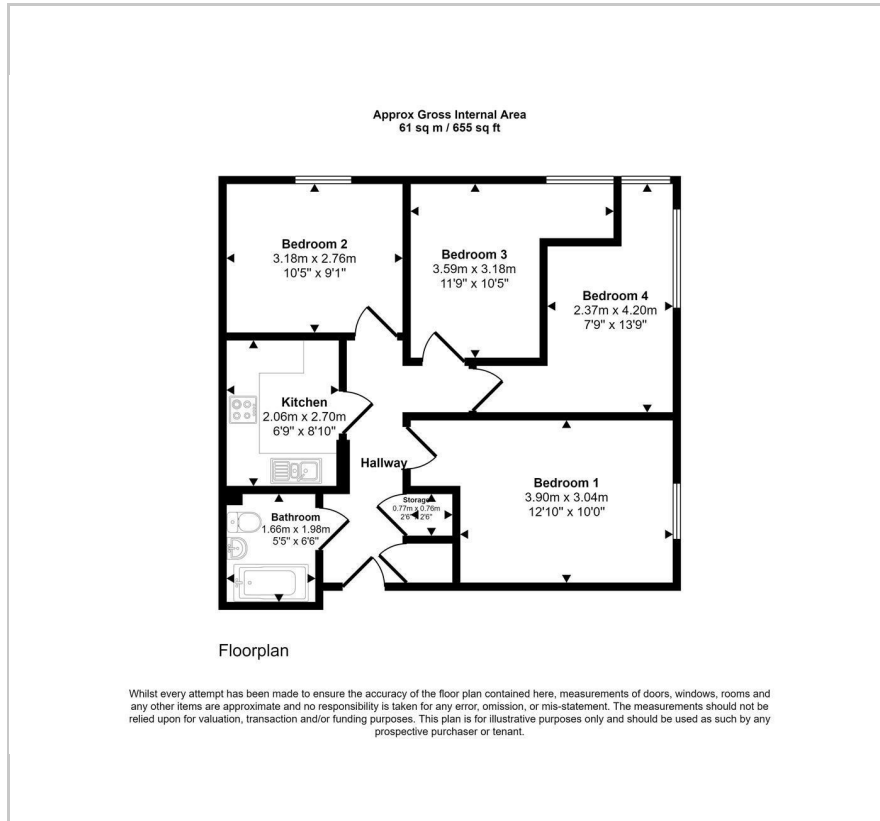 Approx Gross Internal Area
61 sq m / 655 sq ft
Bedroom 2
3.18m x 2.76m
10'5" x 9'1"
Bedroom 3
3.59m x 3.18m
11'9" x 10'5"
Bedroom 4
2.37m x 4.20m
7'9" x 13'9"
Kitchen
2.06m x 2.70m
6'9" x 8'10"
Hallway
Bedroom 1
3.90m x 3.04m
12'10" x 10'0"
Storage
0.77m x 0.76m
2'6" x 2'6"
Bathroom
1.66m x 1.98m
5'5" x 6'6"
Floorplan
Whilst every attempt has been made to ensure the accuracy of the floor plan contained here, measurements of doors, windows, rooms and
any other items are approximate and no responsibility is taken for any error, omission, or mis-statement. The measurements should not be
relied upon for valuation, transaction and/or funding purposes. This plan is for illustrative purposes only and should be used as such by any
prospective purchaser or tenant.